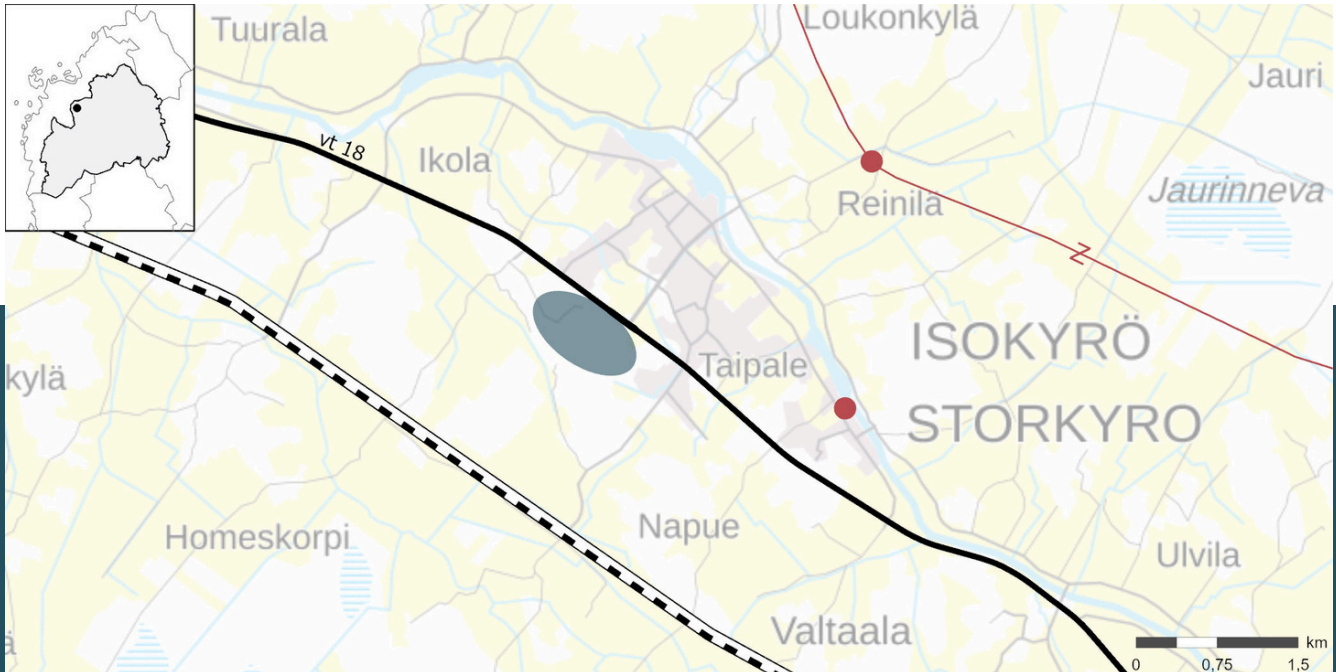 Tuurala
Loukonkylä
Jauri
vt 18
Ikola
Reinilä
Jaurinneva
ISOKYRÖ
STORKYRO
Taipale
kylä
Homeskorpi
Napue
Ulvila
Valtaala
ä
km
0 0,75 1,5